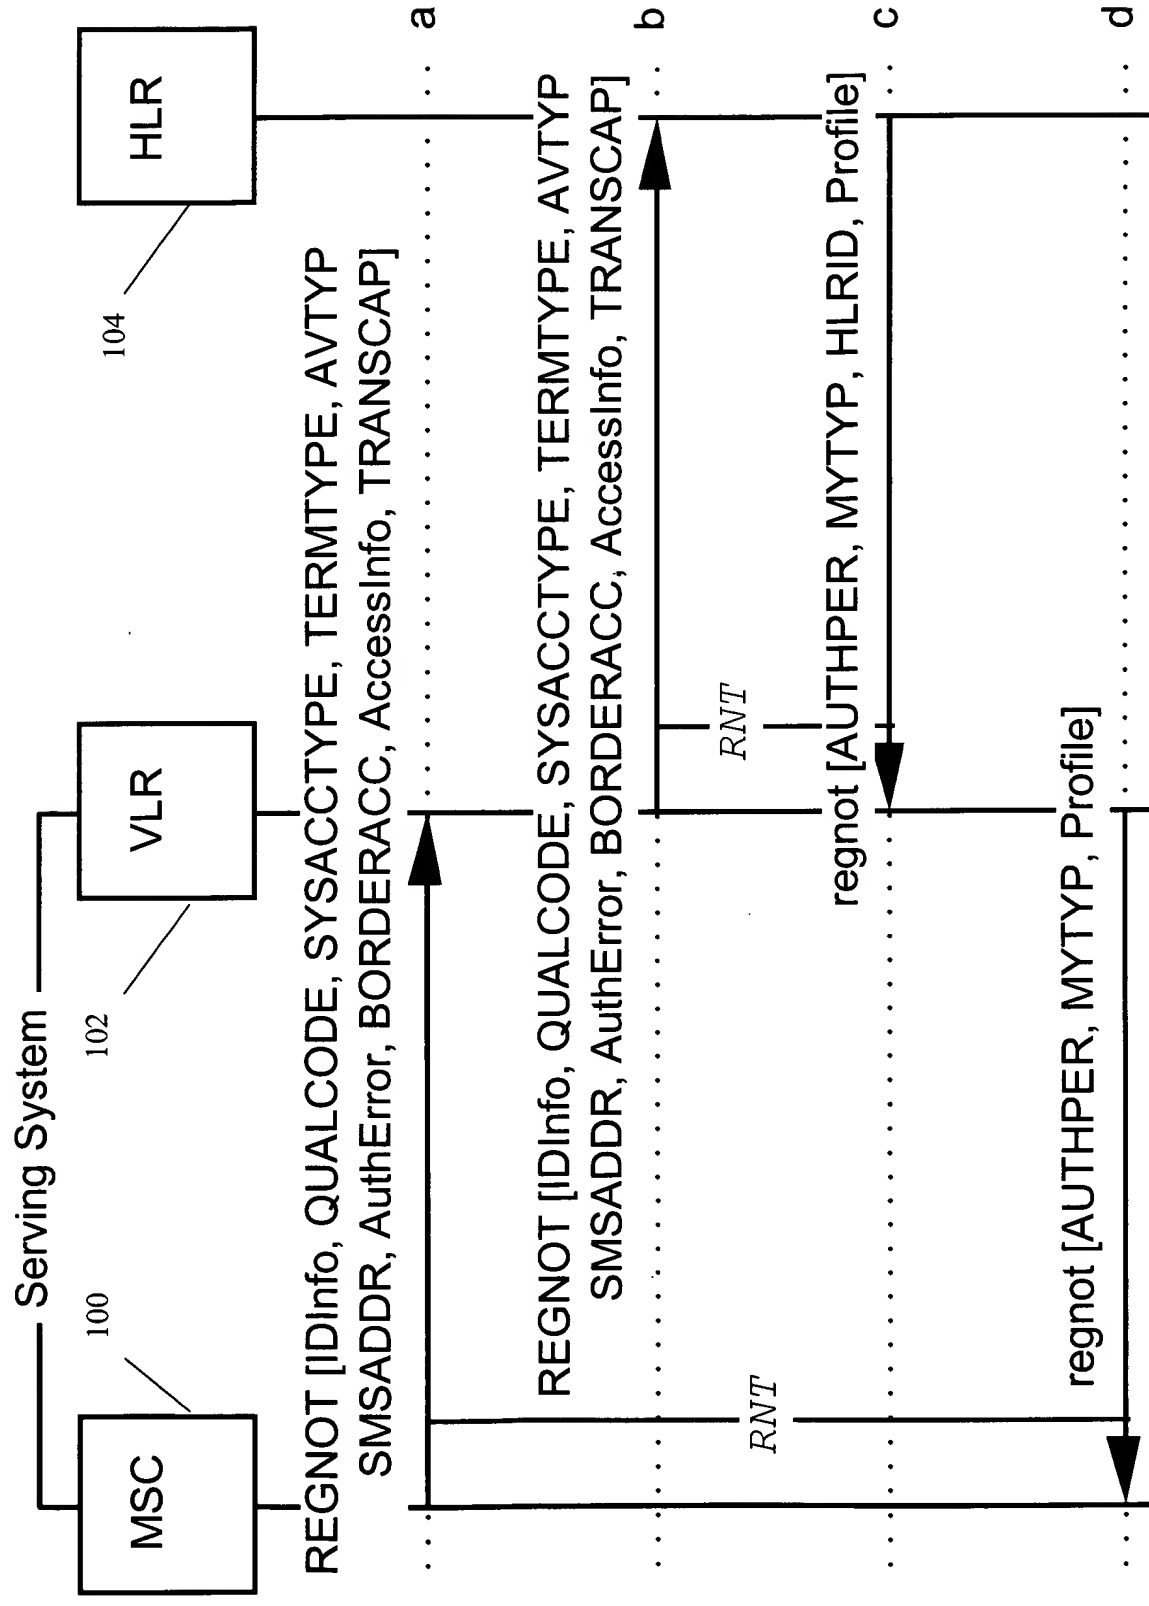 Serving System
MSC
VLR
HLR
100
102
104
REGNOT [IDInfo, QUALCODE, SYSACCTYPE, TERMTYPE, AVTYP
SMSADDR, AuthError, BORDERACC, AccessInfo, TRANSCAP]
a
REGNOT [IDInfo, QUALCODE, SYSACCTYPE, TERMTYPE, AVTYP
SMSADDR, AuthError, BORDERACC, AccessInfo, TRANSCAP]
b
RNT
regnot [AUTHPER, MYTYP, HLRID, Profile]
c
RNT
regnot [AUTHPER, MYTYP, Profile]
d